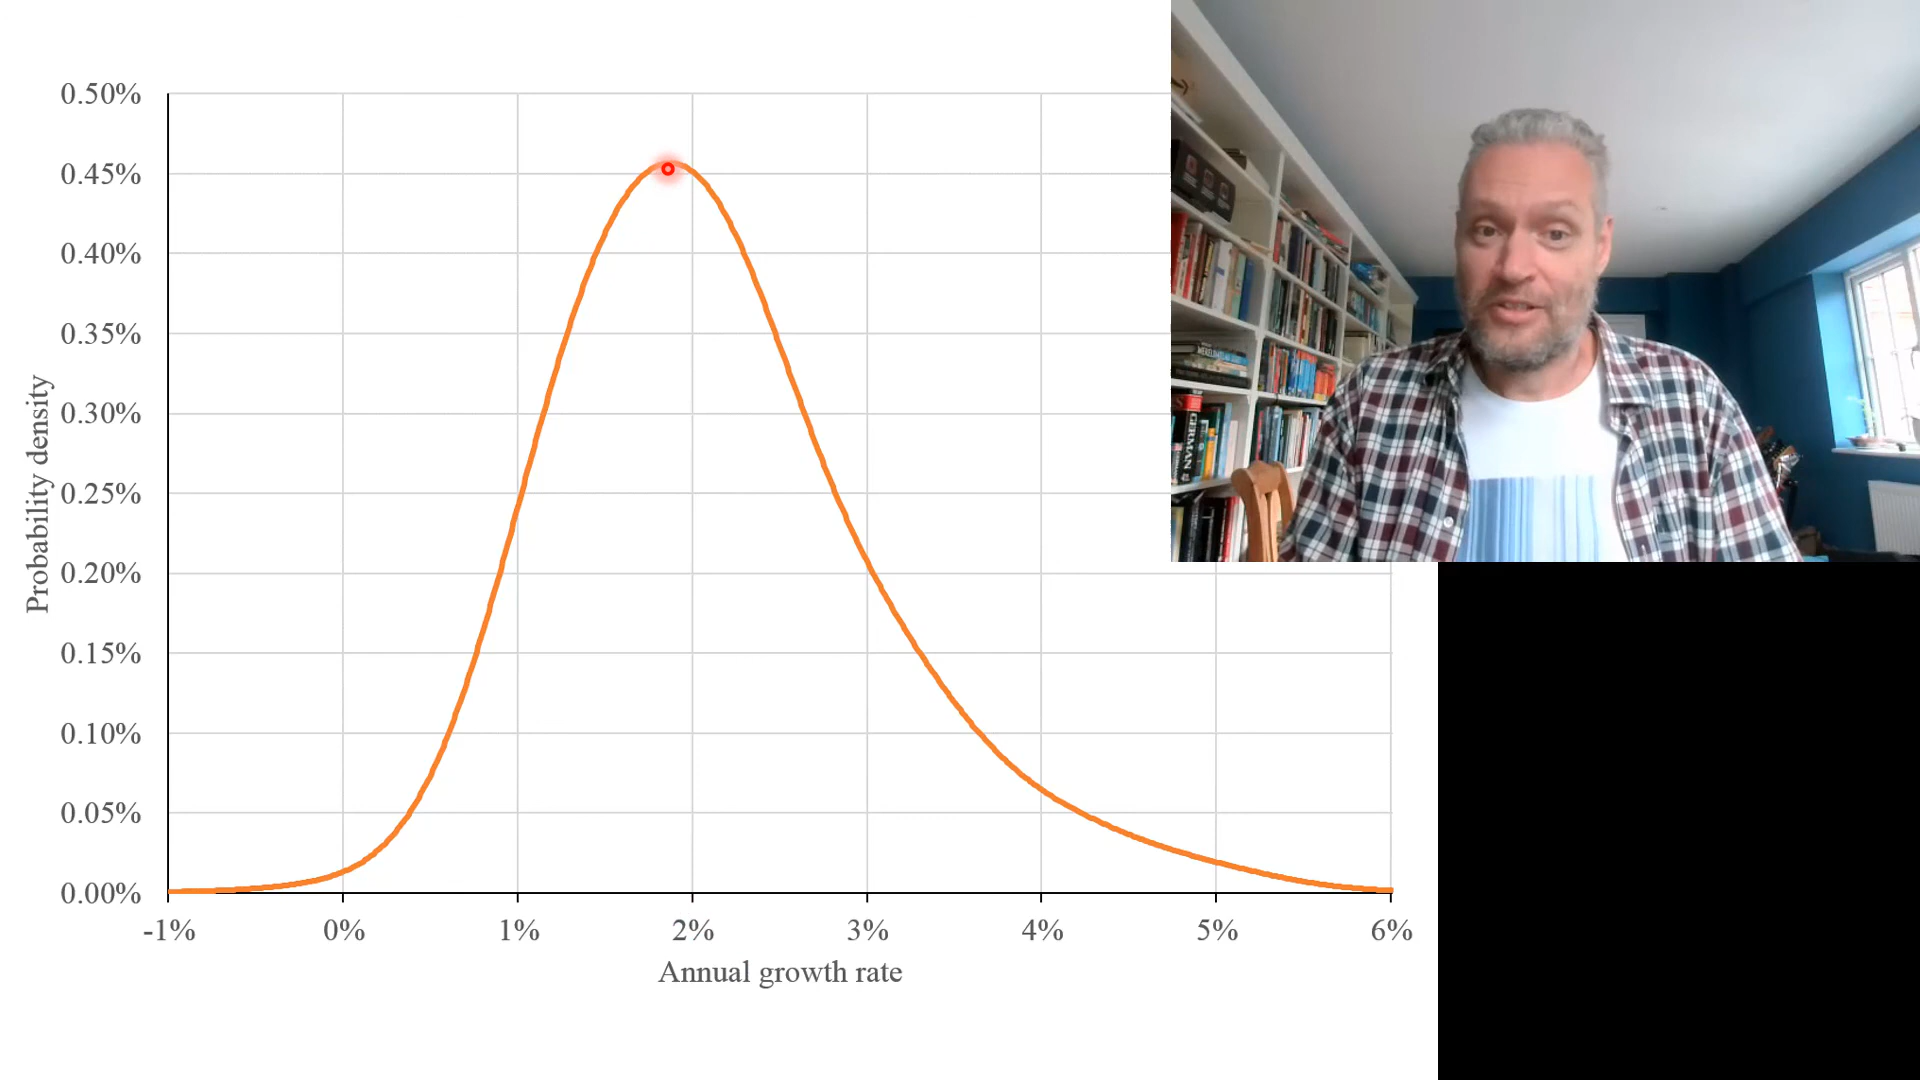 0.50%
0.45%
0.40%
0.35%
0.30%
0.25%
0.20%
0.15%
0.10%
0.05%
0.00%
Probability density
-1% 0% 1% 2% 3% 4% 5% 6%
Annual growth rate
GERMAN